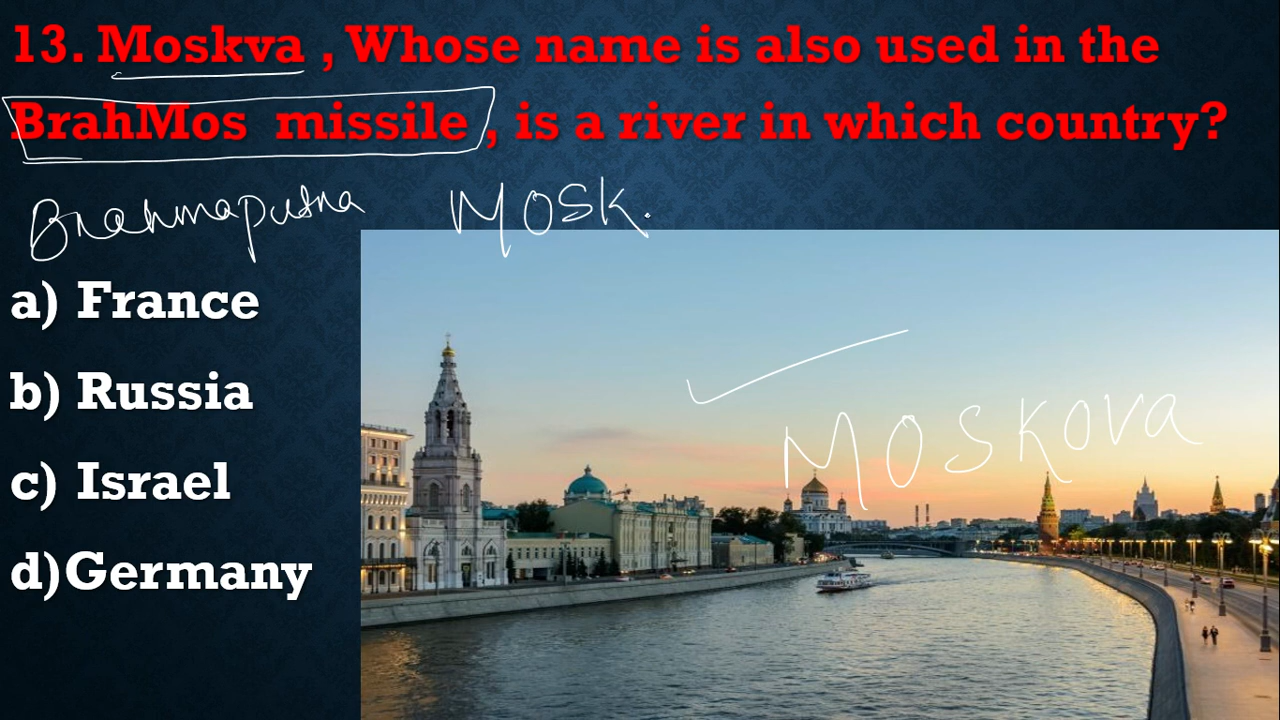 13. Moskva , Whose name is also used in the
BrahMos missile , is a river in which country?
Brahmaputra MOSK.
a) France
b) Russia
c) Israel
d)Germany
MOSKOVA